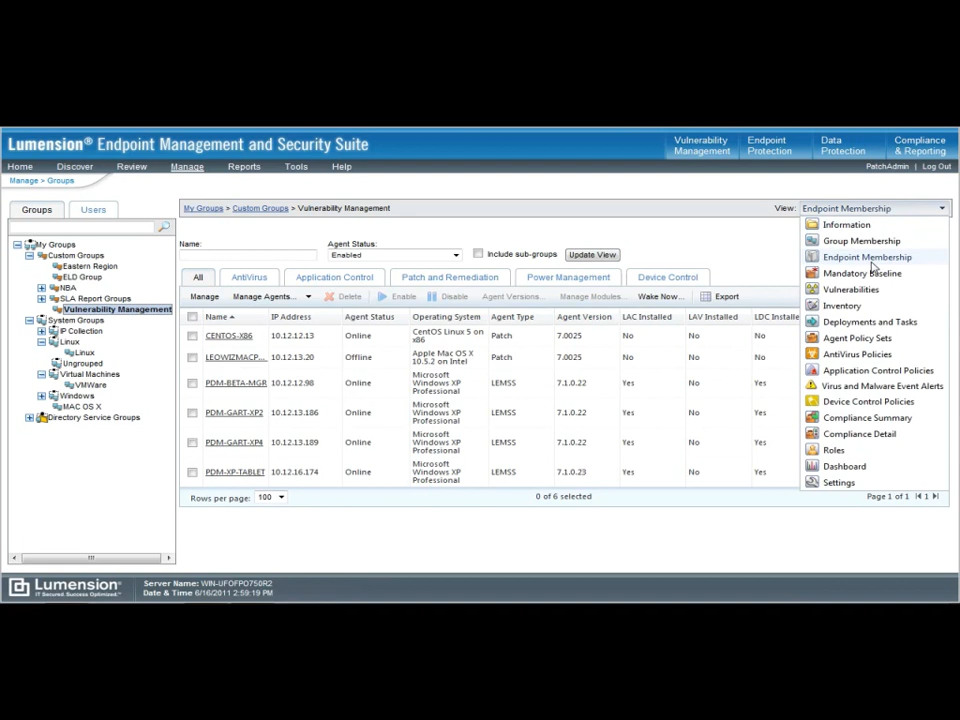 Lumension® Endpoint Management and Security Suite
Vulnerability Management
Endpoint Protection
Data Protection
Compliance & Reporting
Home Discover Review Manage Reports Tools Help
PatchAdmin | Log Out
Manage > Groups
Groups Users
My Groups > Custom Groups > Vulnerability Management
View: Endpoint Membership
My Groups
Custom Groups
Eastern Region
ELD Group
NBA
SLA Report Groups
Vulnerability Management
System Groups
IP Collection
Linux
Linux
Ungrouped
Virtual Machines
VMWare
Windows
MAC OS X
Directory Service Groups
Name:
Agent Status:
Enabled
Include sub-groups
Update View
All AntiVirus Application Control Patch and Remediation Power Management Device Control
Manage Manage Agents... Delete Enable Disable Agent Versions... Manage Modules... Wake Now... Export
Name IP Address Agent Status Operating System Agent Type Agent Version LAC Installed LAV Installed LDC Installe
CENTOS-X86 10.12.12.13 Online CentOS Linux 5 on x86 Patch 7.0025 No No No
LEOWIZMACP... 10.12.13.20 Offline Apple Mac OS X 10.5.2 on Intel Patch 7.0025 No No No
PDM-BETA-MGR 10.12.12.98 Online Microsoft Windows XP Professional LEMSS 7.1.0.22 Yes No Yes
PDM-GART-XP2 10.12.13.186 Online Microsoft Windows XP Professional LEMSS 7.1.0.22 Yes No Yes
PDM-GART-XP4 10.12.13.189 Online Microsoft Windows XP Professional LEMSS 7.1.0.22 Yes No Yes
PDM-XP-TABLET 10.12.16.174 Online Microsoft Windows XP Professional LEMSS 7.1.0.23 Yes No Yes
Rows per page: 100
0 of 6 selected
Page 1 of 1 1
Information
Group Membership
Endpoint Membership
Mandatory Baseline
Vulnerabilities
Inventory
Deployments and Tasks
Agent Policy Sets
AntiVirus Policies
Application Control Policies
Virus and Malware Event Alerts
Device Control Policies
Compliance Summary
Compliance Detail
Roles
Dashboard
Settings
Lumension®
IT Secured. Success Optimized.™
Server Name: WIN-UFOFPO750R2
Date & Time 6/16/2011 2:59:19 PM